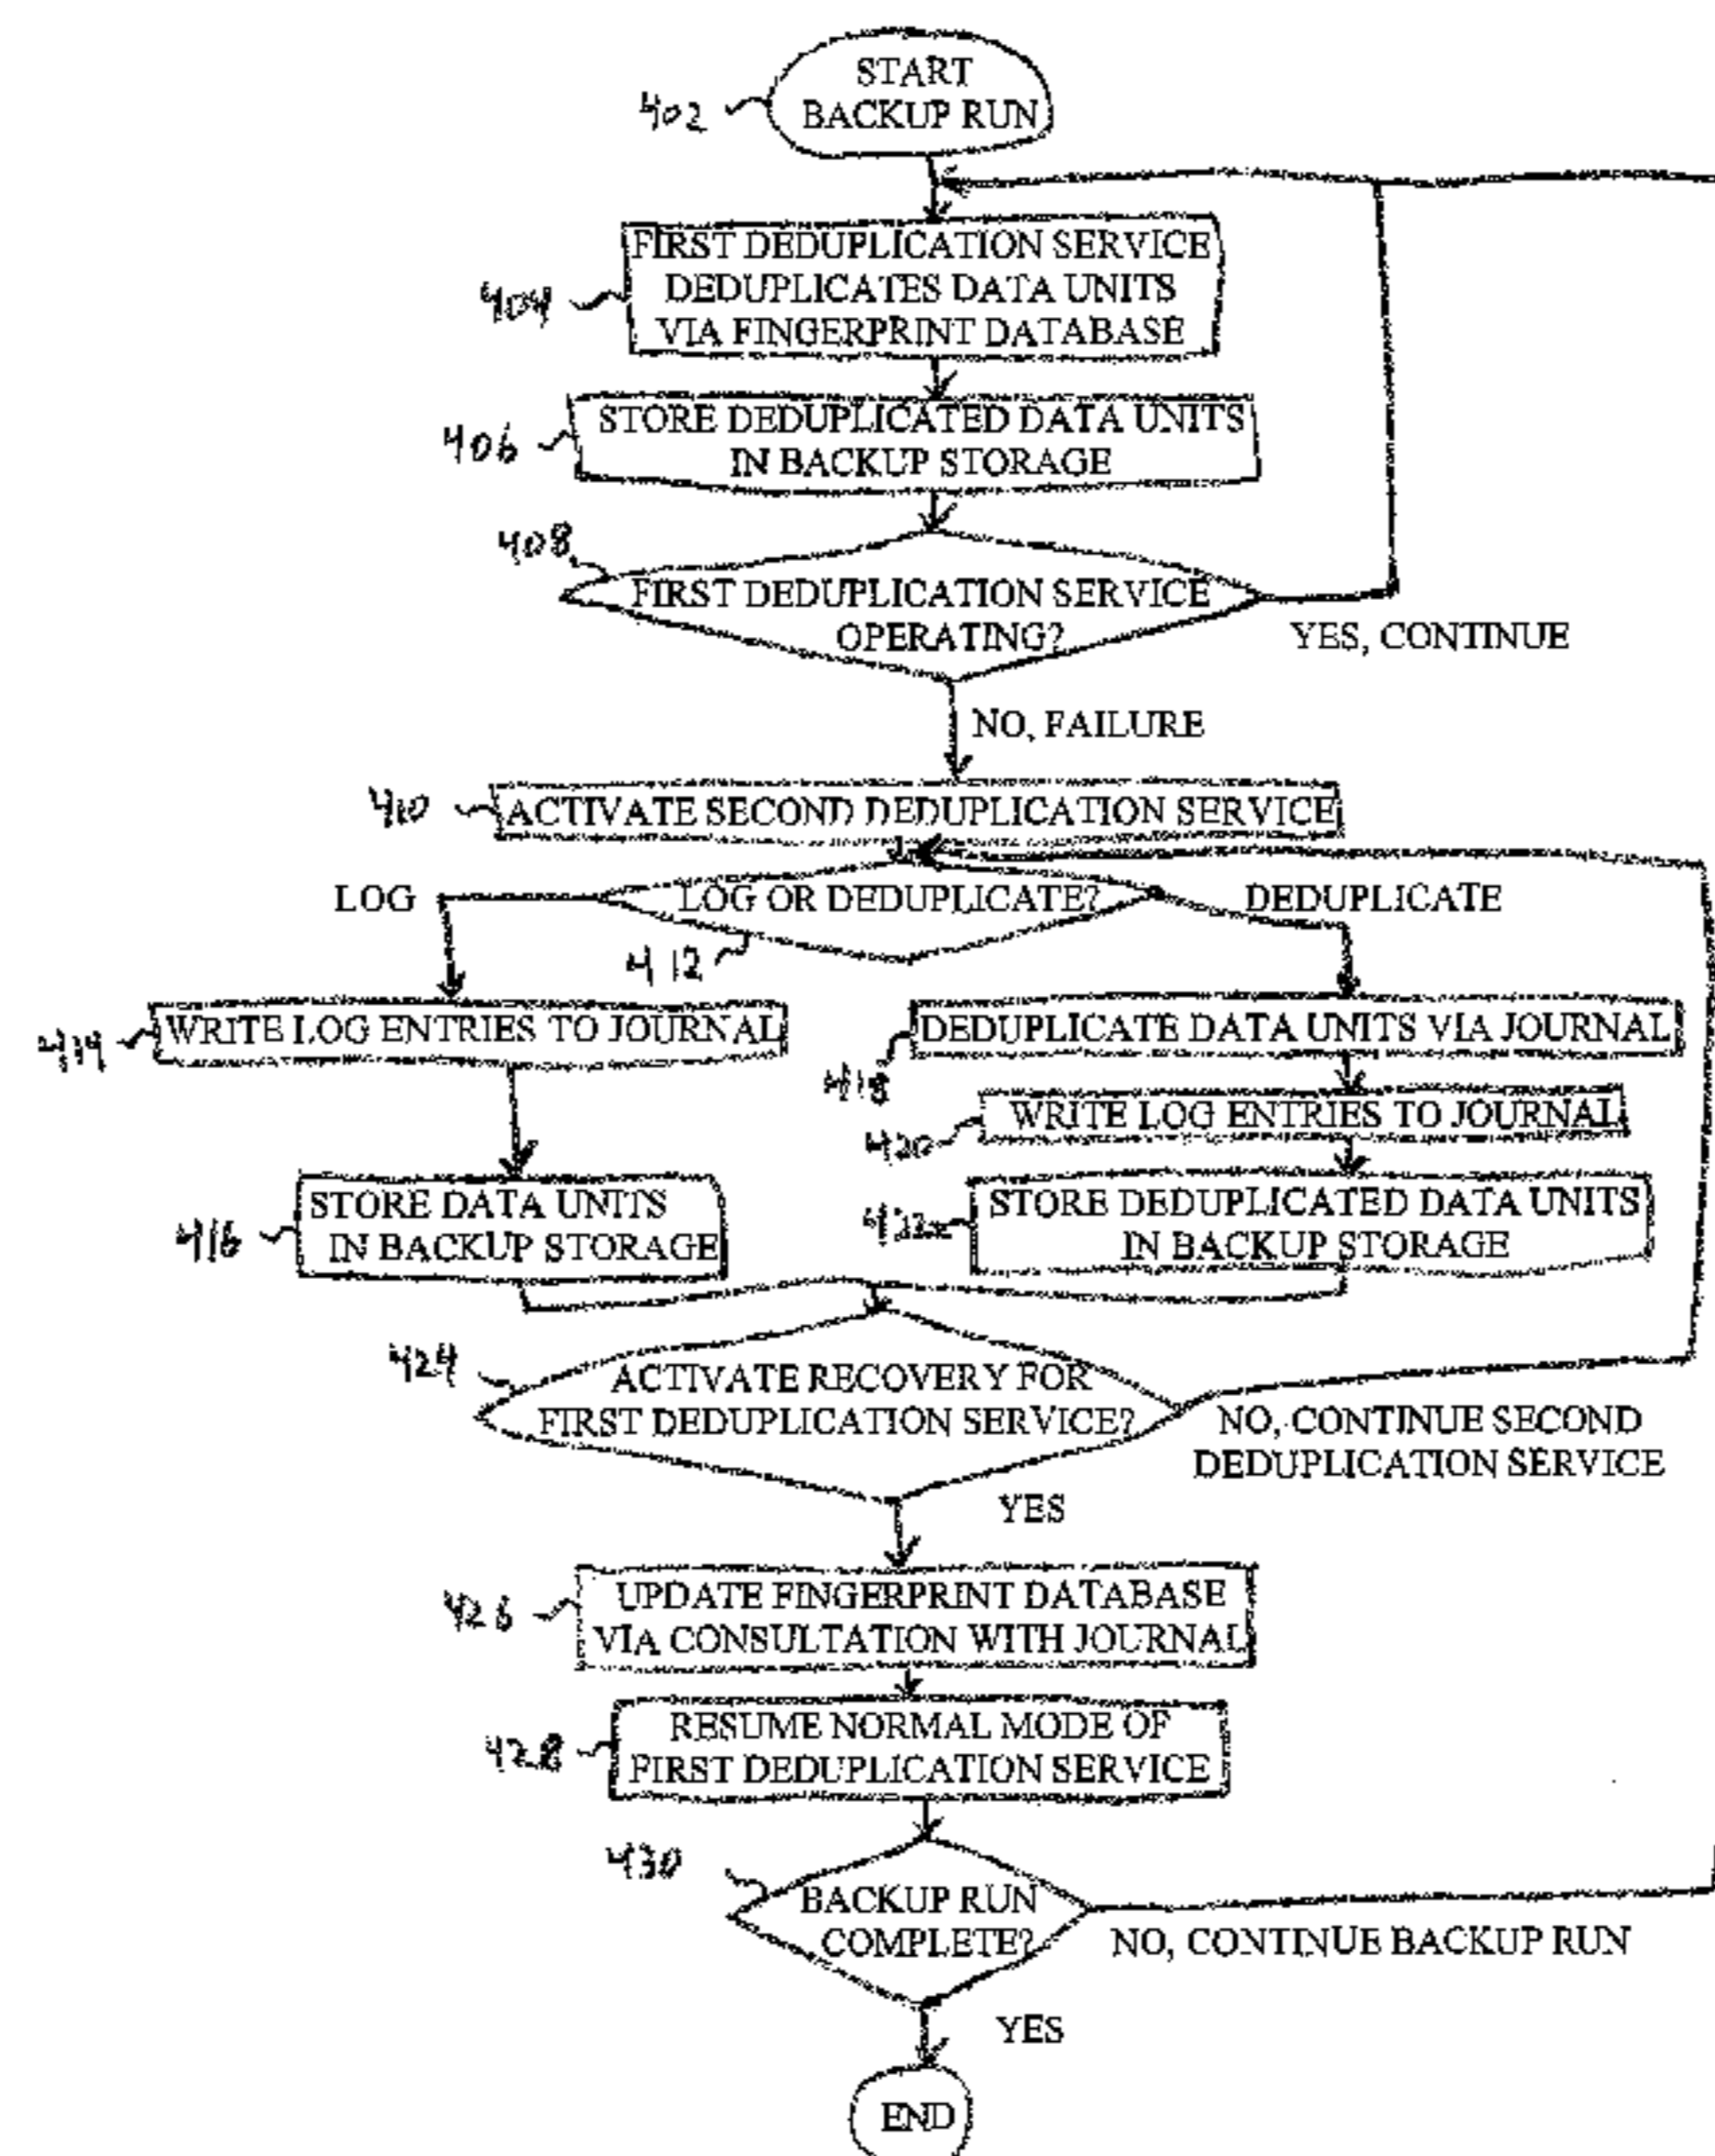 START
402
BACKUP RUN
FIRST DEDUPLICATION SERVICE
404
DEDUPLICATES DATA UNITS
VIA FINGERPRINT DATABASE
406
STORE DEDUPLICATED DATA UNITS
IN BACKUP STORAGE
408
FIRST DEDUPLICATION SERVICE
OPERATING?
YES, CONTINUE
NO, FAILURE
410
ACTIVATE SECOND DEDUPLICATION SERVICE
LOG
LOG OR DEDUPLICATE?
DEDUPLICATE
412
WRITE LOG ENTRIES TO JOURNAL
DEDUPLICATE DATA UNITS VIA JOURNAL
418
WRITE LOG ENTRIES TO JOURNAL
420
STORE DATA UNITS
IN BACKUP STORAGE
416
STORE DEDUPLICATED DATA UNITS
IN BACKUP STORAGE
422
424
ACTIVATE RECOVERY FOR
FIRST DEDUPLICATION SERVICE?
NO, CONTINUE SECOND
DEDUPLICATION SERVICE
YES
426
UPDATE FINGERPRINT DATABASE
VIA CONSULTATION WITH JOURNAL
428
RESUME NORMAL MODE OF
FIRST DEDUPLICATION SERVICE
430
BACKUP RUN
COMPLETE?
NO, CONTINUE BACKUP RUN
YES
END